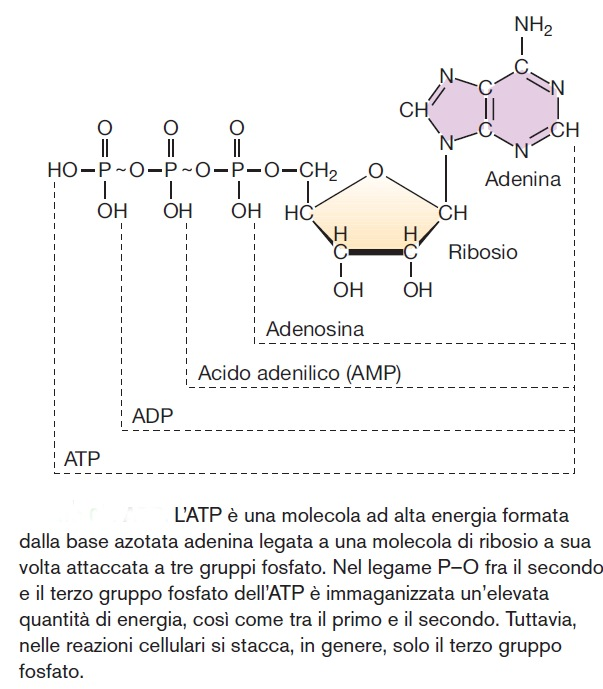 NH₂
C
N C N
CH
C CH
N N
O O O Adenina
HO–P~O–P~O–P–O–CH₂ O
OH OH OH HC CH
H H
C C Ribosio
OH OH
Adenosina
Acido adenilico (AMP)
ADP
ATP
L'ATP è una molecola ad alta energia formata
dalla base azotata adenina legata a una molecola di ribosio a sua
volta attaccata a tre gruppi fosfato. Nel legame P–O fra il secondo
e il terzo gruppo fosfato dell'ATP è immaganizzata un'elevata
quantità di energia, così come tra il primo e il secondo. Tuttavia,
nelle reazioni cellulari si stacca, in genere, solo il terzo gruppo
fosfato.